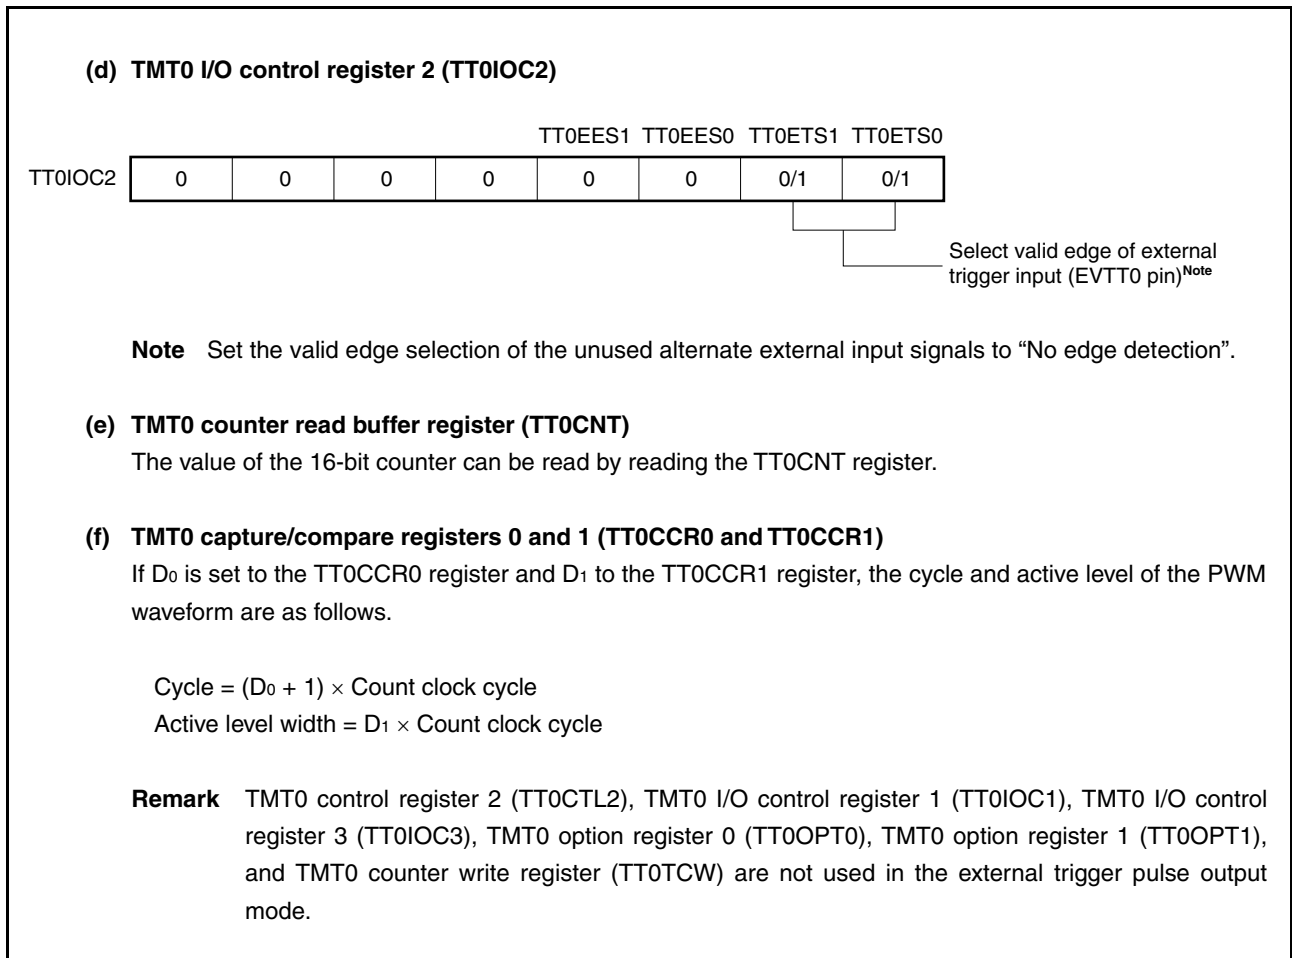 (d) TMT0 I/O control register 2 (TT0IOC2)
TT0EES1 TT0EES0 TT0ETS1 TT0ETS0
TT0IOC2 0 0 0 0 0 0 0/1 0/1
Select valid edge of external
trigger input (EVTT0 pin)Note
Note Set the valid edge selection of the unused alternate external input signals to “No edge detection”.
(e) TMT0 counter read buffer register (TT0CNT)
The value of the 16-bit counter can be read by reading the TT0CNT register.
(f) TMT0 capture/compare registers 0 and 1 (TT0CCR0 and TT0CCR1)
If D0 is set to the TT0CCR0 register and D1 to the TT0CCR1 register, the cycle and active level of the PWM
waveform are as follows.
Cycle = (D0 + 1) × Count clock cycle
Active level width = D1 × Count clock cycle
Remark TMT0 control register 2 (TT0CTL2), TMT0 I/O control register 1 (TT0IOC1), TMT0 I/O control
register 3 (TT0IOC3), TMT0 option register 0 (TT0OPT0), TMT0 option register 1 (TT0OPT1),
and TMT0 counter write register (TT0TCW) are not used in the external trigger pulse output
mode.